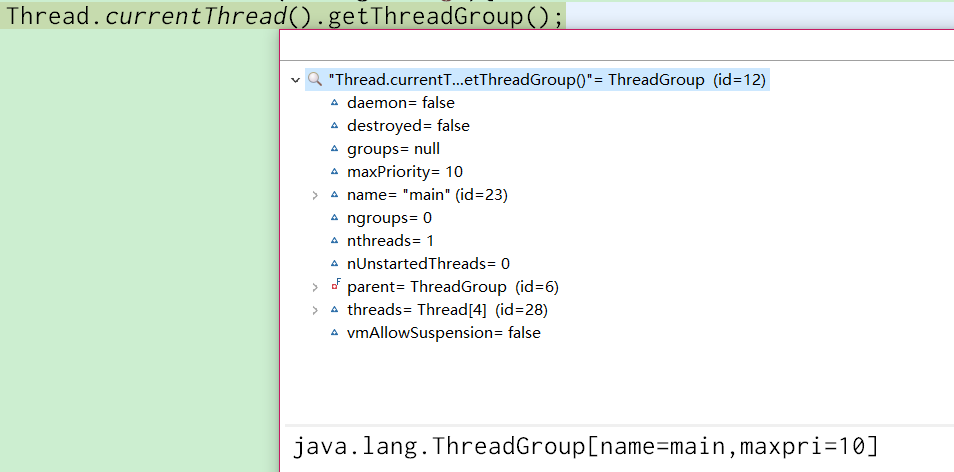 Thread.currentThread().getThreadGroup();
"Thread.currentT...etThreadGroup()"= ThreadGroup (id=12)
daemon= false
destroyed= false
groups= null
maxPriority= 10
name= "main" (id=23)
ngroups= 0
nthreads= 1
nUnstartedThreads= 0
parent= ThreadGroup (id=6)
threads= Thread[4] (id=28)
vmAllowSuspension= false
java.lang.ThreadGroup[name=main,maxpri=10]